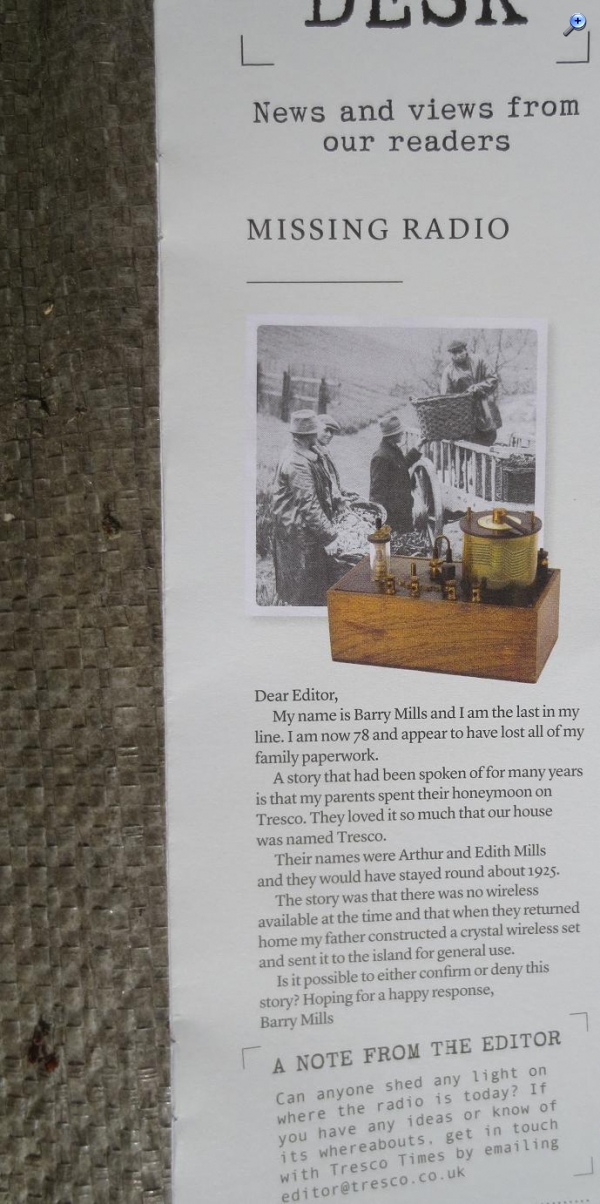 DESK
News and views from
our readers
MISSING RADIO
Dear Editor,
My name is Barry Mills and I am the last in my
line. I am now 78 and appear to have lost all of my
family paperwork.
A story that had been spoken of for many years
is that my parents spent their honeymoon on
Tresco. They loved it so much that our house
was named Tresco.
Their names were Arthur and Edith Mills
and they would have stayed round about 1925.
The story was that there was no wireless
available at the time and that when they returned
home my father constructed a crystal wireless set
and sent it to the island for general use.
Is it possible to either confirm or deny this
story? Hoping for a happy response,
Barry Mills
A NOTE FROM THE EDITOR
Can anyone shed any light on
where the radio is today? If
you have any ideas or know of
its whereabouts, get in touch
with Tresco Times by emailing
editor@tresco.co.uk